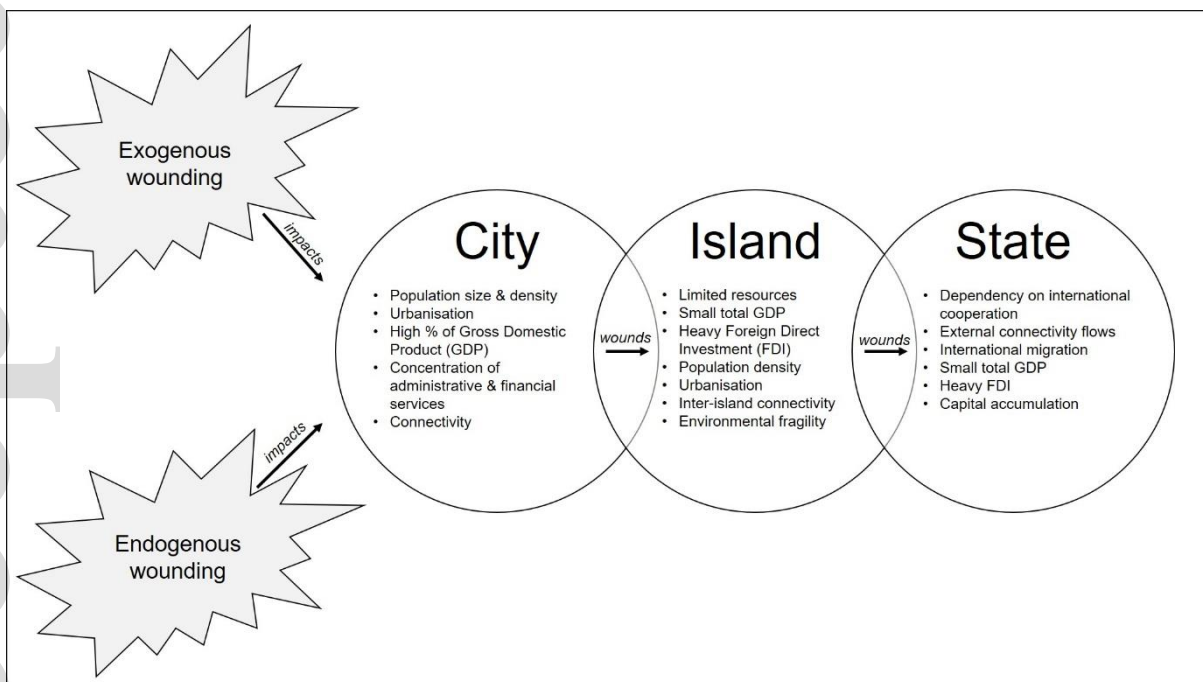 Exogenous
wounding
impacts
City
• Population size & density
• Urbanisation
• High % of Gross Domestic
Product (GDP)
• Concentration of
administrative & financial
services
• Connectivity
wounds
Island
• Limited resources
• Small total GDP
• Heavy Foreign Direct
Investment (FDI)
• Population density
• Urbanisation
• Inter-island connectivity
• Environmental fragility
wounds
State
• Dependency on international
cooperation
• External connectivity flows
• International migration
• Small total GDP
• Heavy FDI
• Capital accumulation
impacts
Endogenous
wounding